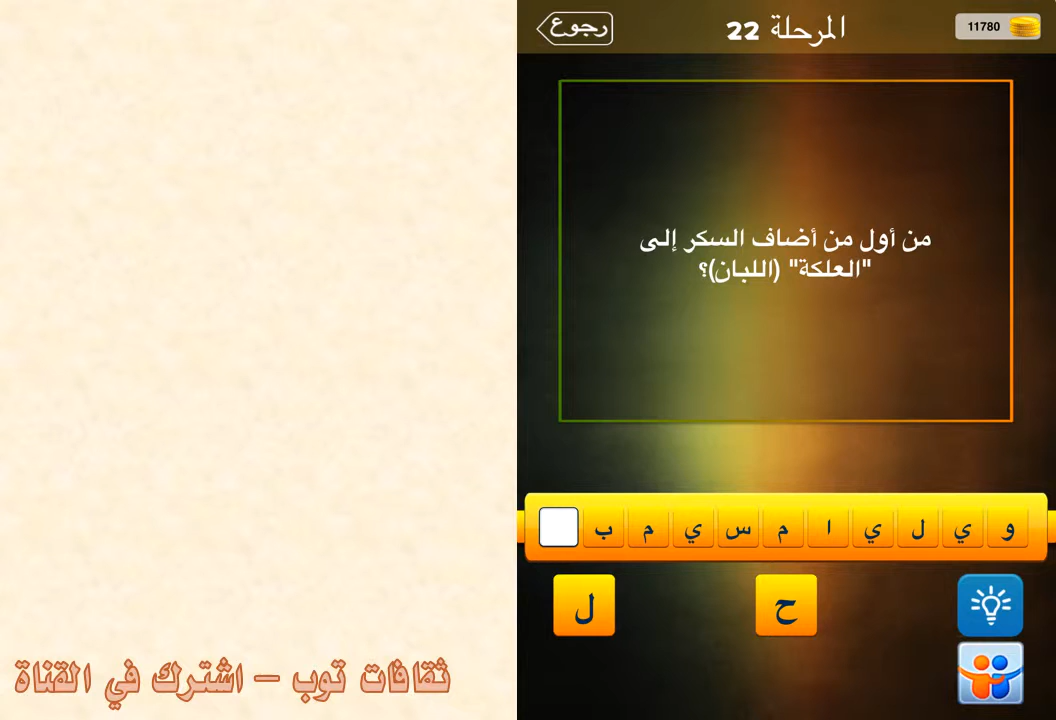 رجوع
المرحلة 22
11780
من أول من أضاف السكر إلى
"العلكة" (اللبان)؟
و ي ل ي ا م س ي م ب
ح ل
ثقافات توب – اشترك في القناة